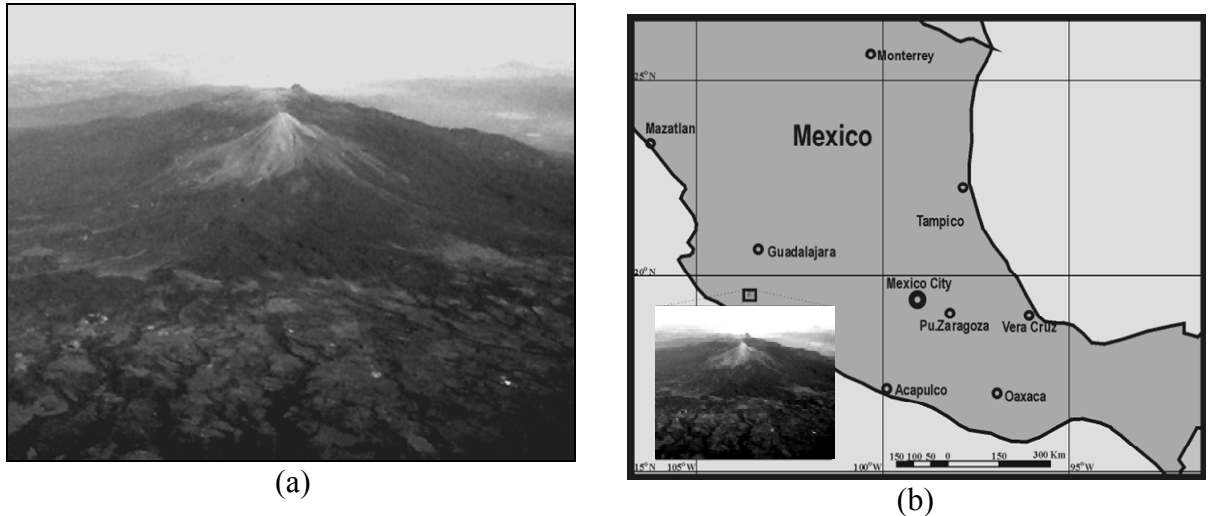 Monterrey
25°N
Mazatlan
Mexico
Tampico
Guadalajara
20°N
Mexico City
Pu.Zaragoza
Vera Cruz
Acapulco
Oaxaca
150 100 50 0 150 300 Km
15°N 105°W 100°W 95°W
(a)
(b)